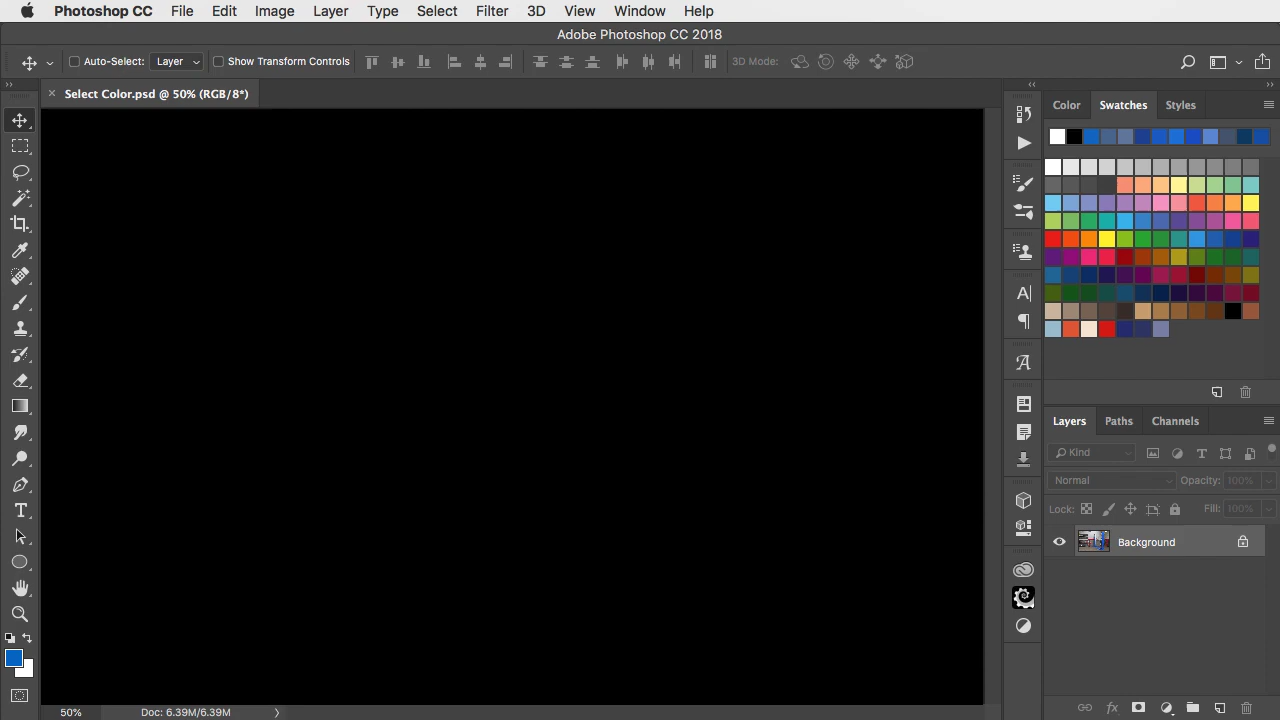 Photoshop CC File Edit Image Layer Type Select Filter 3D View Window Help
Adobe Photoshop CC 2018
Auto-Select: Layer Show Transform Controls 3D Mode:
Select Color.psd @ 50% (RGB/8*)
Color Swatches Styles
Layers Paths Channels
Kind
Normal Opacity: 100%
Lock: Fill: 100%
Background
50% Doc: 6.39M/6.39M